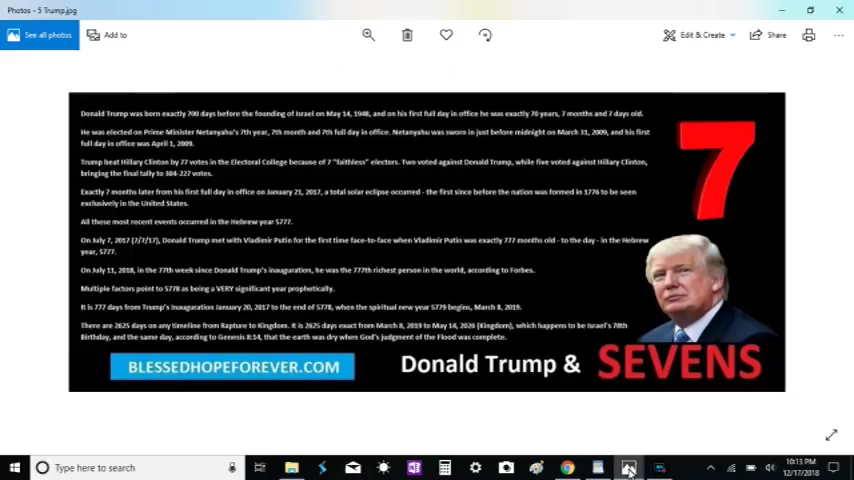 Photos - 5 Trump.jpg
See all photos
Add to
Edit & Create
Share
Donald Trump was born exactly 700 days before the founding of Israel on May 14, 1948, and on his first full day in office he was exactly 70 years, 7 months and 7 days old.
He was elected on Prime Minister Netanyahu's 7th year, 7th month and 7th full day in office. Netanyahu was sworn in just before midnight on March 31, 2009, and his first
full day in office was April 1, 2009.
Trump beat Hillary Clinton by 77 votes in the Electoral College because of 7 "faithless" electors. Two voted against Donald Trump, while five voted against Hillary Clinton,
bringing the final tally to 304-227 votes.
Exactly 7 months later from his first full day in office on January 21, 2017, a total solar eclipse occurred - the first since before the nation was formed in 1776 to be seen
exclusively in the United States.
All these most recent events occurred in the Hebrew year 5777.
On July 7, 2017 (7/7/17), Donald Trump met with Vladimir Putin for the first time face-to-face when Vladimir Putin was exactly 777 months old - to the day - in the Hebrew
year, 5777.
On July 11, 2018, in the 77th week since Donald Trump's inauguration, he was the 777th richest person in the world, according to Forbes.
Multiple factors point to 5778 as being a VERY significant year prophetically.
It is 777 days from Trump's Inauguration January 20, 2017 to the end of 5778, when the spiritual new year 5779 begins, March 8, 2019.
There are 2625 days on any timeline from Rapture to Kingdom. It is 2625 days exact from March 8, 2019 to May 14, 2026 (Kingdom), which happens to be Israel's 78th
Birthday, and the same day, according to Genesis 8:14, that the earth was dry when God's judgment of the Flood was complete.
7
BLESSEDHOPEFOREVER.COM
Donald Trump & SEVENS
Type here to search
10:13 PM
12/17/2018